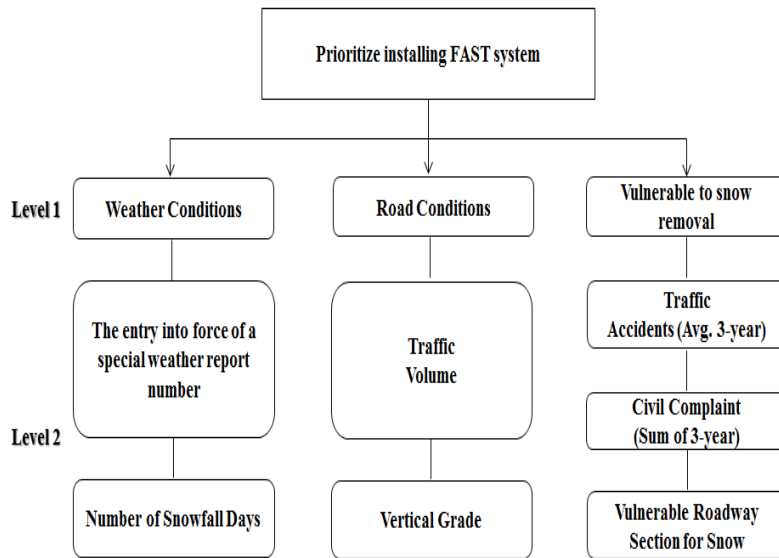 Prioritize installing FAST system
Level 1
Weather Conditions
Road Conditions
Vulnerable to snow
removal
The entry into force of a
special weather report
number
Traffic
Volume
Traffic
Accidents (Avg. 3-year)
Level 2
Civil Complaint
(Sum of 3-year)
Number of Snowfall Days
Vertical Grade
Vulnerable Roadway
Section for Snow